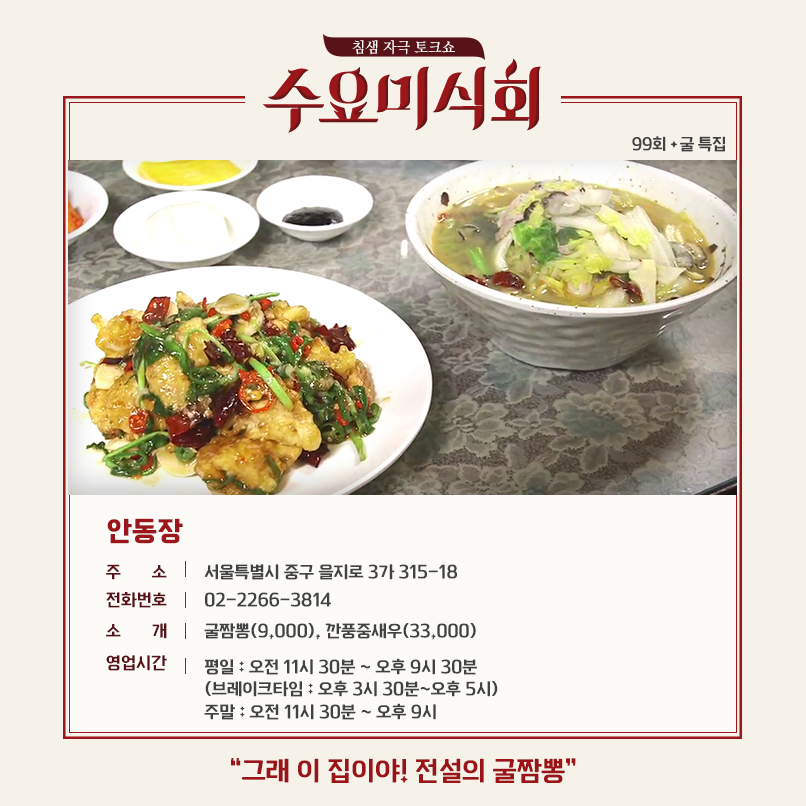 침샘 자극 토크쇼
수요미식회
99회 + 굴 특집
안동장
주 소 | 서울특별시 중구 을지로 3가 315-18
전화번호 | 02-2266-3814
소 개 | 굴짬뽕(9,000), 깐풍중새우(33,000)
영업시간 | 평일 : 오전 11시 30분 ~ 오후 9시 30분
(브레이크타임 : 오후 3시 30분~오후 5시)
주말 : 오전 11시 30분 ~ 오후 9시
“그래 이 집이야! 전설의 굴짬뽕”